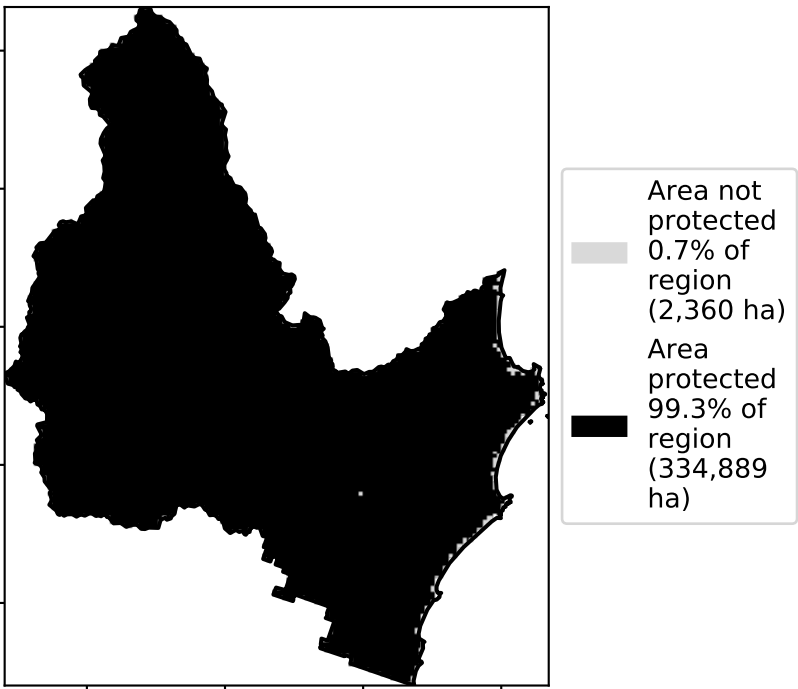 Area not
protected
0.7% of
region
(2,360 ha)
Area
protected
99.3% of
region
(334,889
ha)